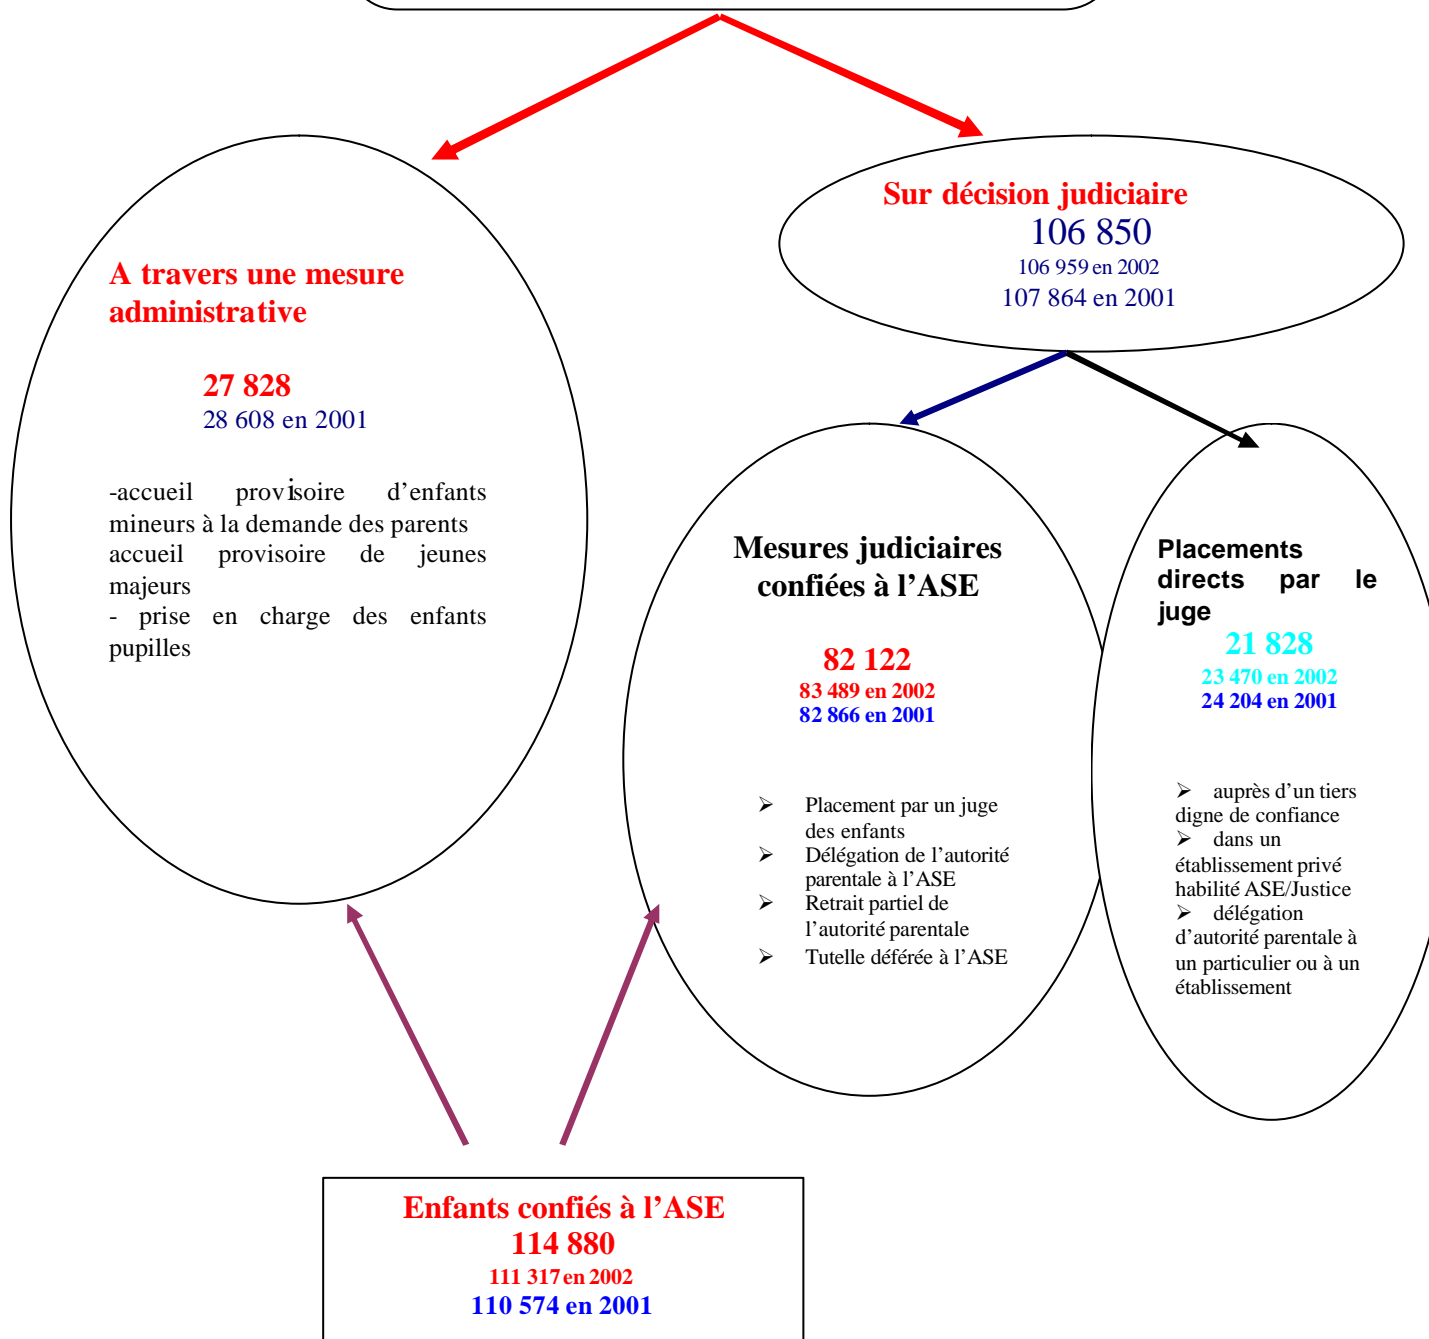 Sur décision judiciaire
106 850
106 959 en 2002
107 864 en 2001
A travers une mesure
administrative
27 828
28 608 en 2001
-accueil provisoire d’enfants
mineurs à la demande des parents
accueil provisoire de jeunes
majeurs
- prise en charge des enfants
pupilles
Mesures judiciaires
confiées à l’ASE
82 122
83 489 en 2002
82 866 en 2001
➢ Placement par un juge
des enfants
➢ Délégation de l’autorité
parentale à l’ASE
➢ Retrait partiel de
l’autorité parentale
➢ Tutelle déférée à l’ASE
Placements
directs par le
juge
21 828
23 470 en 2002
24 204 en 2001
➢ auprès d’un tiers
digne de confiance
➢ dans un
établissement privé
habilité ASE/Justice
➢ délégation
d’autorité parentale à
un particulier ou à un
établissement
Enfants confiés à l’ASE
114 880
111 317 en 2002
110 574 en 2001